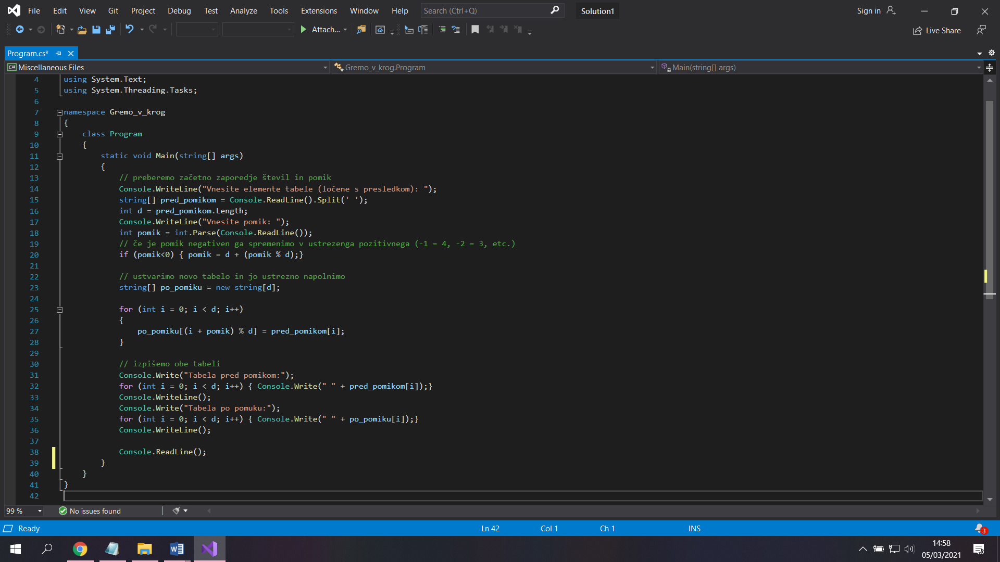 File Edit View Git Project Debug Test Analyze Tools Extensions Window Help Search (Ctrl+Q) Solution1 Sign in
Attach... Live Share
Program.cs*
C# Miscellaneous Files Gremo_v_krog.Program Main(string[] args)
4 using System.Text;
5 using System.Threading.Tasks;
6
7 namespace Gremo_v_krog
8 {
9 class Program
10 {
11 static void Main(string[] args)
12 {
13 // preberemo začetno zaporedje števil in pomik
14 Console.WriteLine("Vnesite elemente tabele (ločene s presledkom): ");
15 string[] pred_pomikom = Console.ReadLine().Split(' ');
16 int d = pred_pomikom.Length;
17 Console.WriteLine("Vnesite pomik: ");
18 int pomik = int.Parse(Console.ReadLine());
19 // če je pomik negativen ga spremenimo v ustrezenga pozitivnega (-1 = 4, -2 = 3, etc.)
20 if (pomik<0) { pomik = d + (pomik % d);}
21
22 // ustvarimo novo tabelo in jo ustrezno napolnimo
23 string[] po_pomiku = new string[d];
24
25 for (int i = 0; i < d; i++)
26 {
27 po_pomiku[(i + pomik) % d] = pred_pomikom[i];
28 }
29
30 // izpišemo obe tabeli
31 Console.Write("Tabela pred pomikom:");
32 for (int i = 0; i < d; i++) { Console.Write(" " + pred_pomikom[i]);}
33 Console.WriteLine();
34 Console.Write("Tabela po pomuku:");
35 for (int i = 0; i < d; i++) { Console.Write(" " + po_pomiku[i]);}
36 Console.WriteLine();
37
38 Console.ReadLine();
39 }
40 }
41 }
42
99 % No issues found
Ready Ln 42 Col 1 Ch 1 INS 3
14:58
05/03/2021